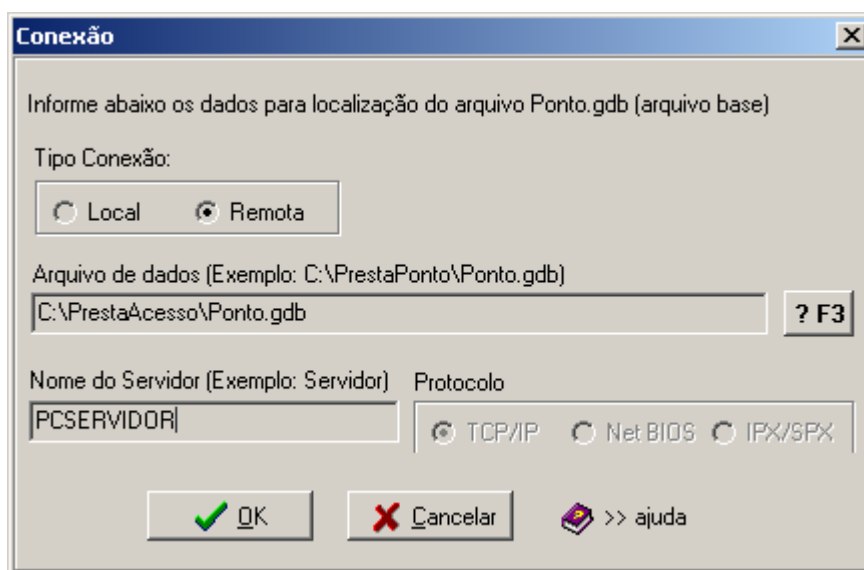 Conexão
Informe abaixo os dados para localização do arquivo Ponto.gdb (arquivo base)
Tipo Conexão:
Local Remota
Arquivo de dados (Exemplo: C:\PrestaPonto\Ponto.gdb)
C:\PrestaAcesso\Ponto.gdb ? F3
Nome do Servidor (Exemplo: Servidor) Protocolo
PCSERVIDOR TCP/IP Net BIOS IPX/SPX
OK Cancelar >> ajuda